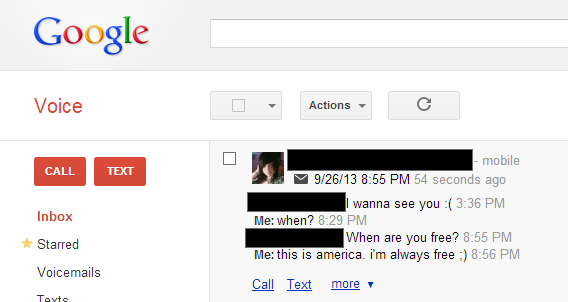 Google
Voice
Actions
CALL
TEXT
- mobile
9/26/13 8:55 PM 54 seconds ago
Inbox
I wanna see you :( 3:36 PM
Me: when? 8:29 PM
Starred
When are you free? 8:55 PM
Me: this is america. i'm always free ;) 8:56 PM
Voicemails
Call Text more
Texts